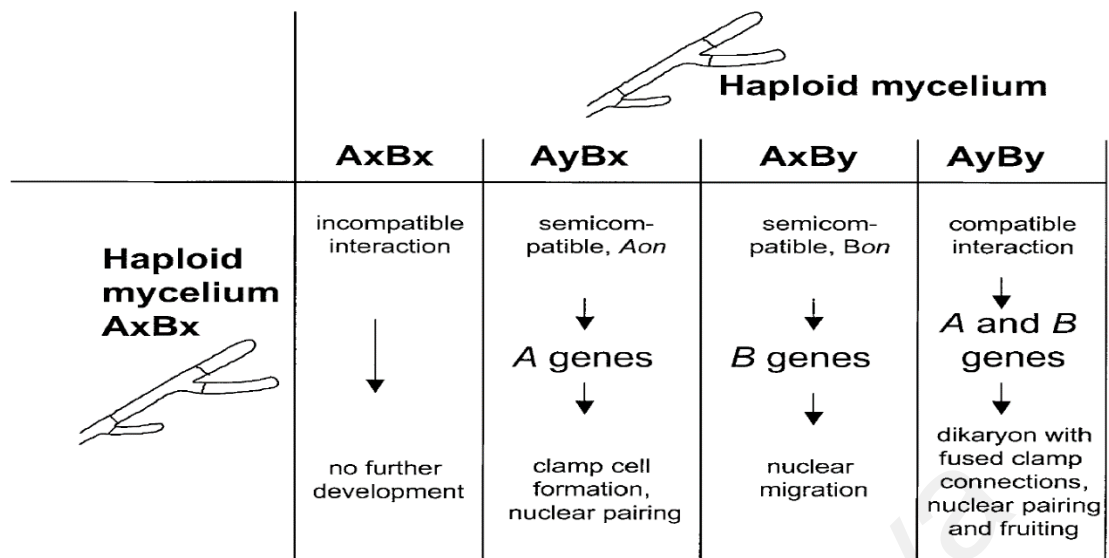 Haploid mycelium
AxBx
AyBx
AxBy
AyBy
Haploid
mycelium
AxBx
incompatible
interaction
no further
development
semicom-
patible, Aon
A genes
clamp cell
formation,
nuclear pairing
semicom-
patible, Bon
B genes
nuclear
migration
compatible
interaction
A and B
genes
dikaryon with
fused clamp
connections,
nuclear pairing
and fruiting